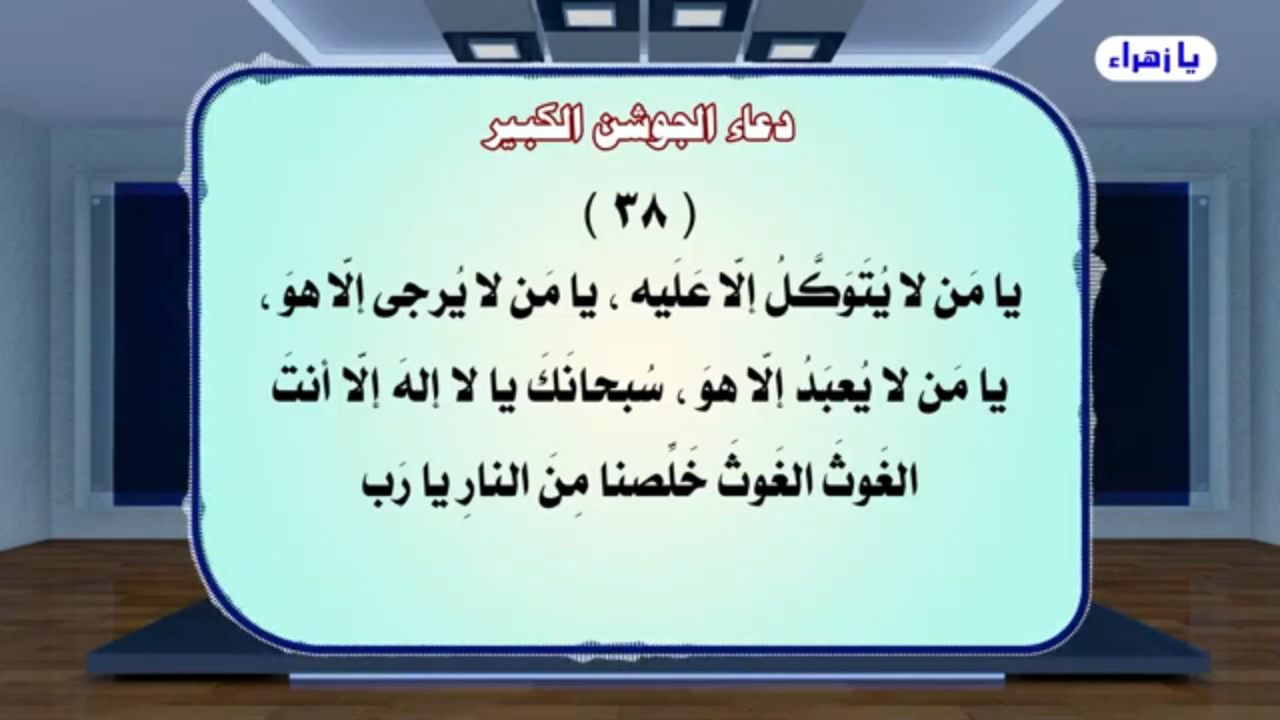 يا زهراء
دعاء الجوشن الكبير
( ٣٨ )
يا مَن لا يُتَوَكَّلُ إلّا عَلَيه ، يا مَن لا يُرجى إلّا هوَ ،
يا مَن لا يُعبَدُ إلّا هوَ ، سُبحانَكَ يا لا إلهَ إلّا أنتَ
الغَوثَ الغَوثَ خَلِّصنا مِنَ النارِ يا رَب